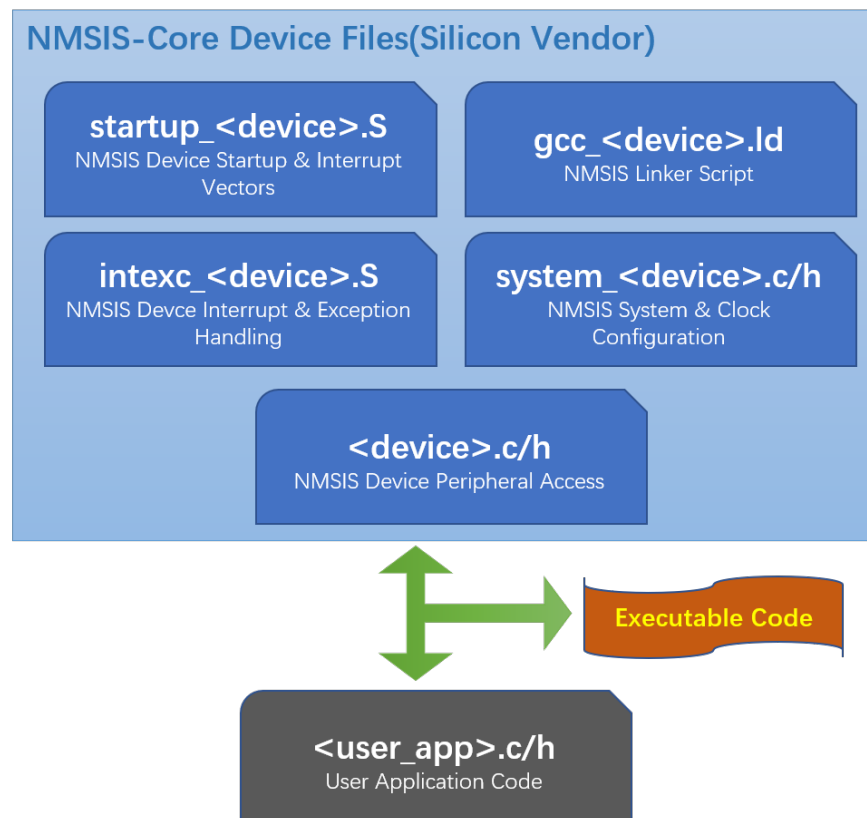 NMSIS-Core Device Files(Silicon Vendor)
startup_<device>.S
NMSIS Device Startup & Interrupt
Vectors
gcc_<device>.ld
NMSIS Linker Script
intexc_<device>.S
NMSIS Devce Interrupt & Exception
Handling
system_<device>.c/h
NMSIS System & Clock
Configuration
<device>.c/h
NMSIS Device Peripheral Access
Executable Code
<user_app>.c/h
User Application Code